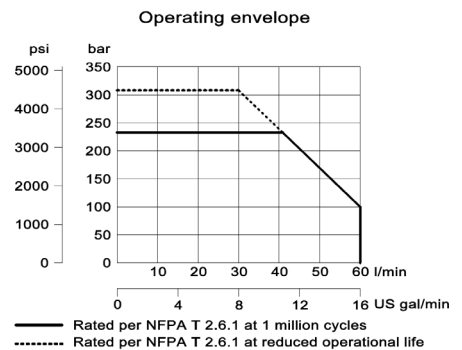 Operating envelope
psi bar
5000 350
4000 300
250
3000 200
2000 150
100
1000 50
0 0
10 20 30 40 50 60 l/min
0 4 8 12 16 US gal/min
Rated per NFPA T 2.6.1 at 1 million cycles
Rated per NFPA T 2.6.1 at reduced operational life